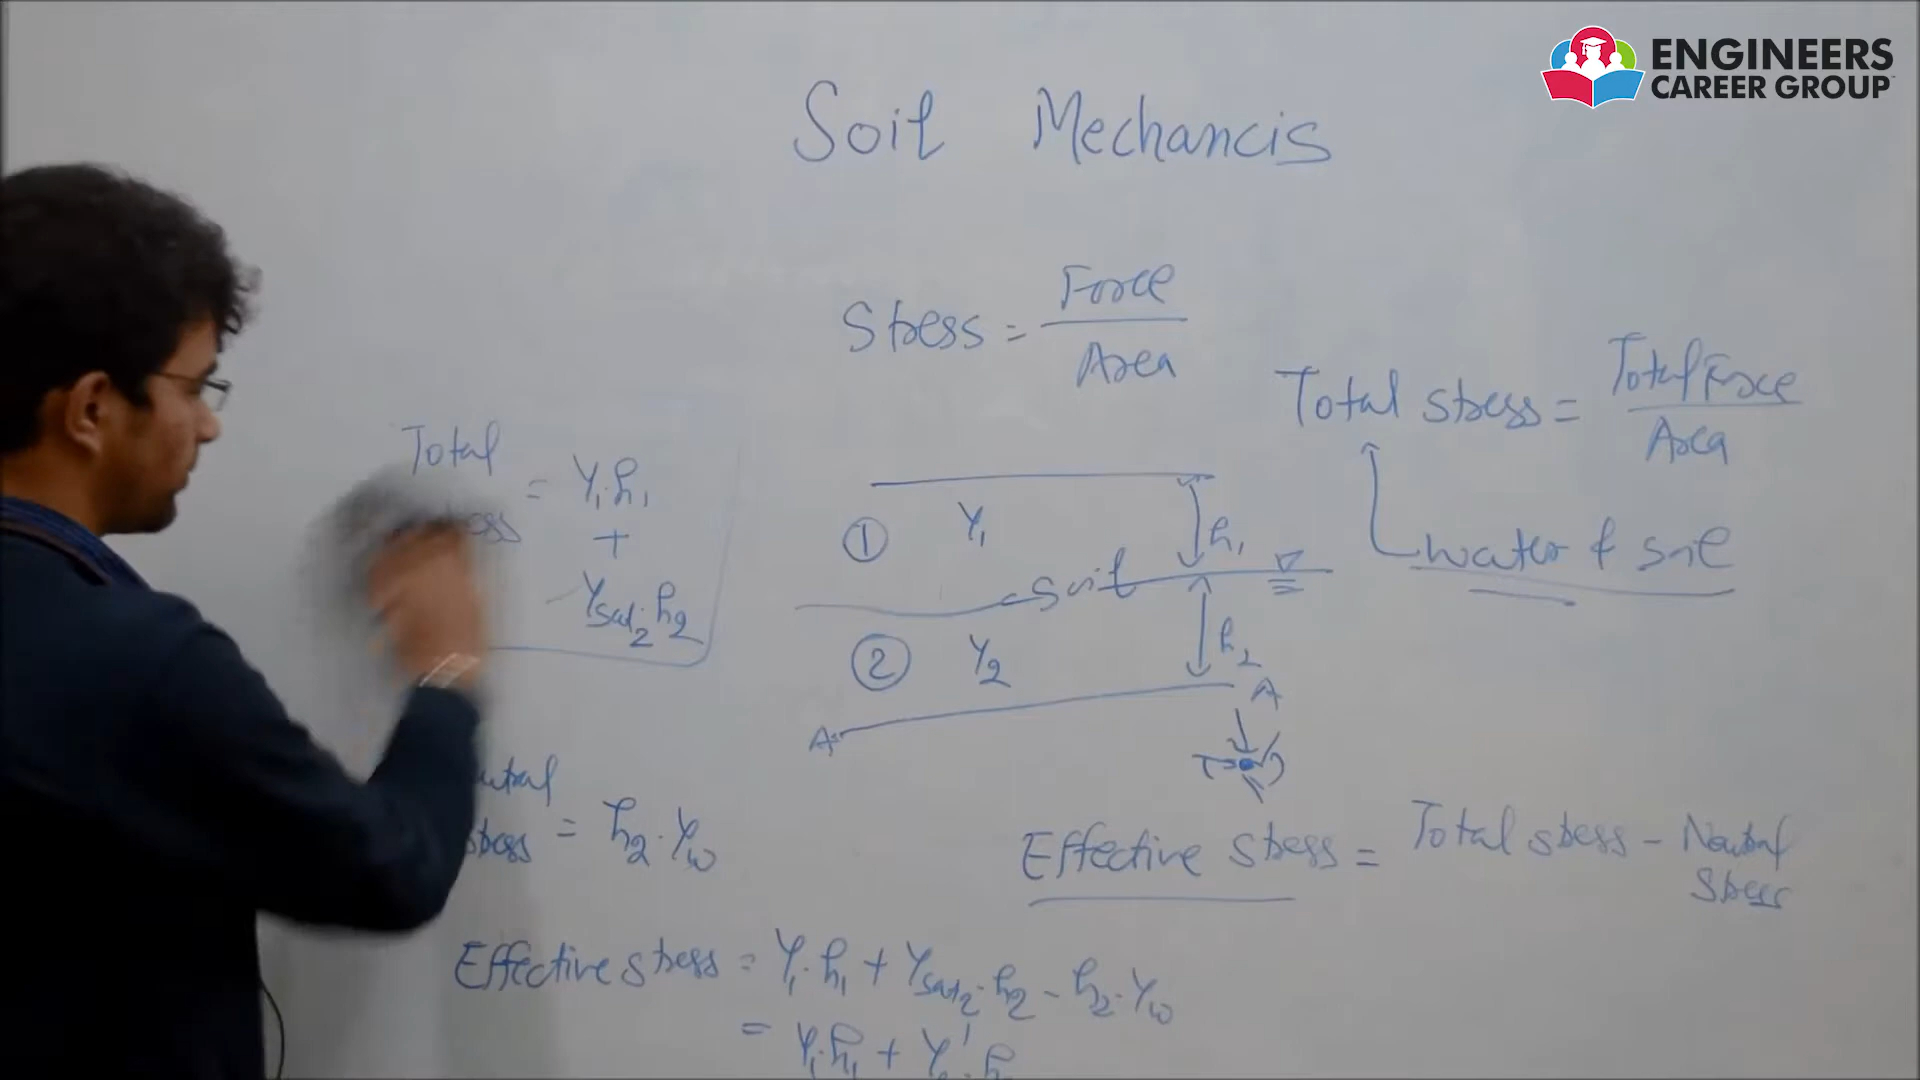 ENGINEERS
CAREER GROUP
Soil Mechancis
Stress = Force / Area
Total stress = Total Force / Area
water & soil
Total = γ1.h1
+
γsat2.h2
① γ1 h1
soil
② γ2 h2
A
A
stress = h2.γw
Effective stress = Total stress - Neutral stress
Effective stress = γ1.h1 + γsat2.h2 - h2.γw
= γ1.h1 +